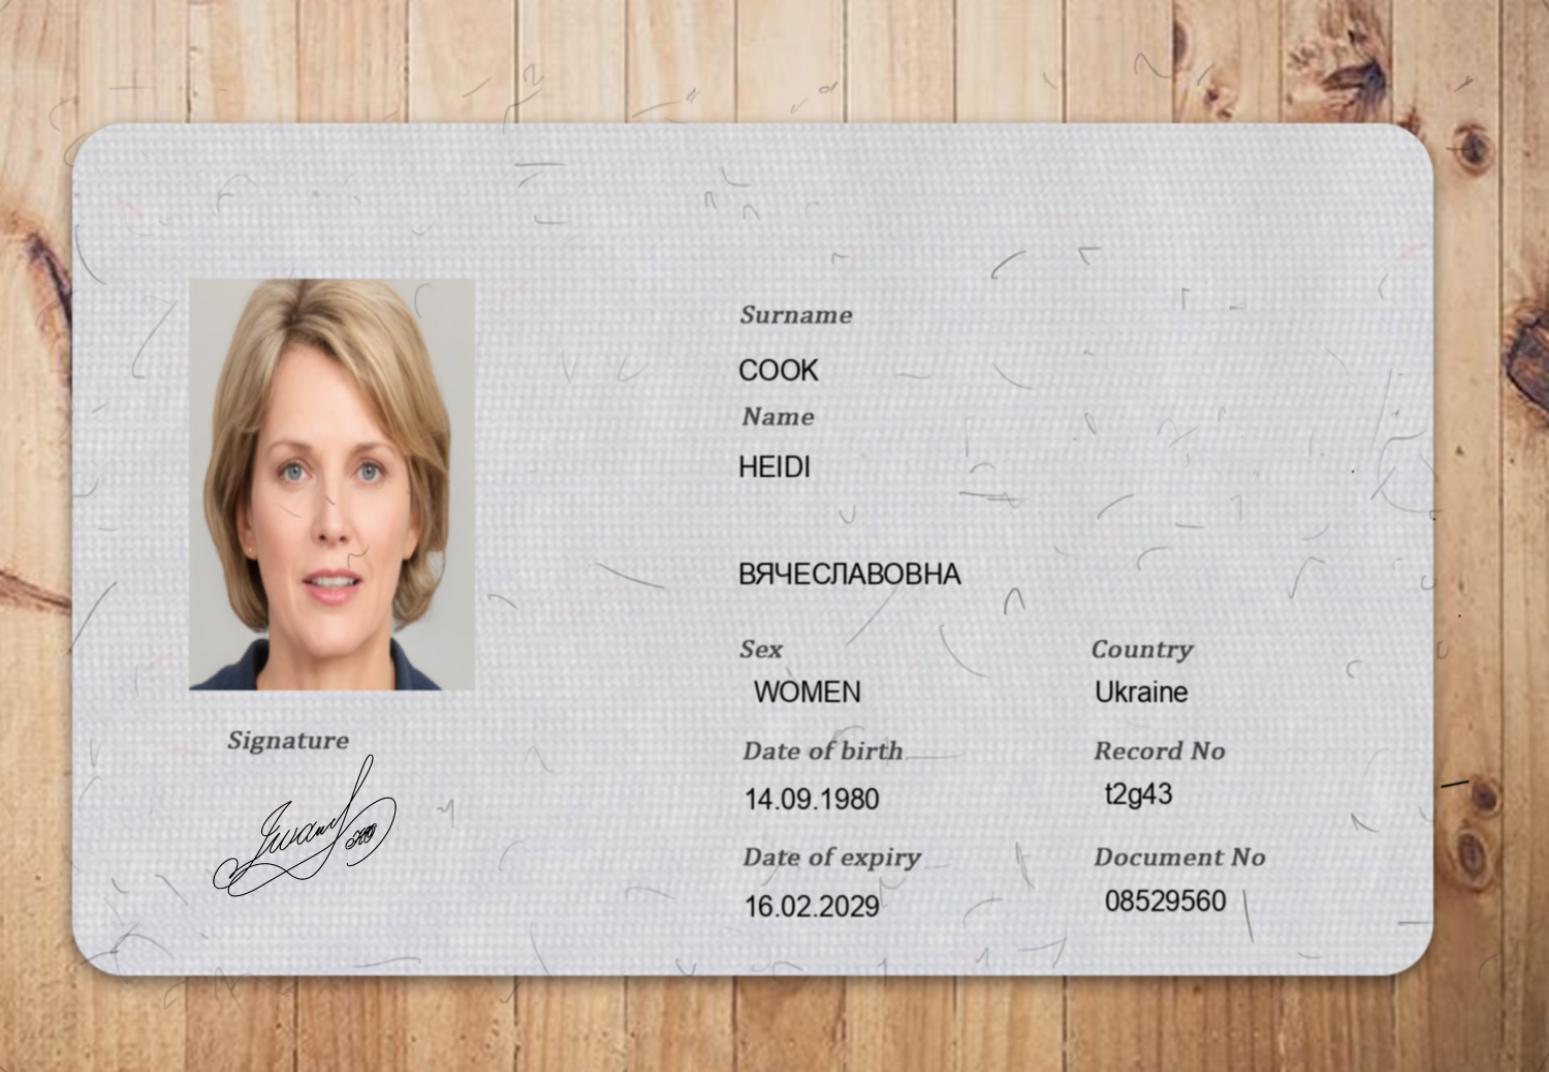 Surname
COOK
Name
HEIDI
ВЯЧЕСЛАВОВНА
Sex
Country
WOMEN
Ukraine
Date of birth
Record No
14.09.1980
t2g43
Date of expiry
Document No
16.02.2029
08529560
Signature